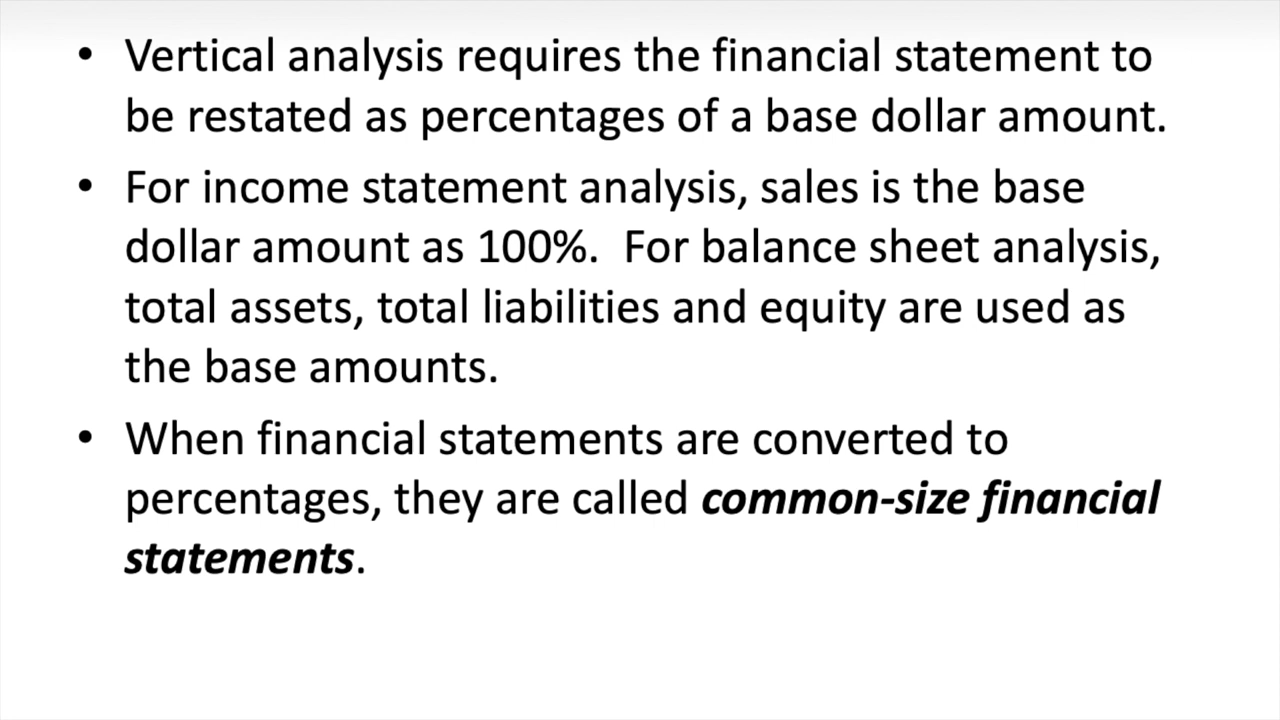 • Vertical analysis requires the financial statement to
be restated as percentages of a base dollar amount.
• For income statement analysis, sales is the base
dollar amount as 100%.  For balance sheet analysis,
total assets, total liabilities and equity are used as
the base amounts.
• When financial statements are converted to
percentages, they are called common-size financial
statements.